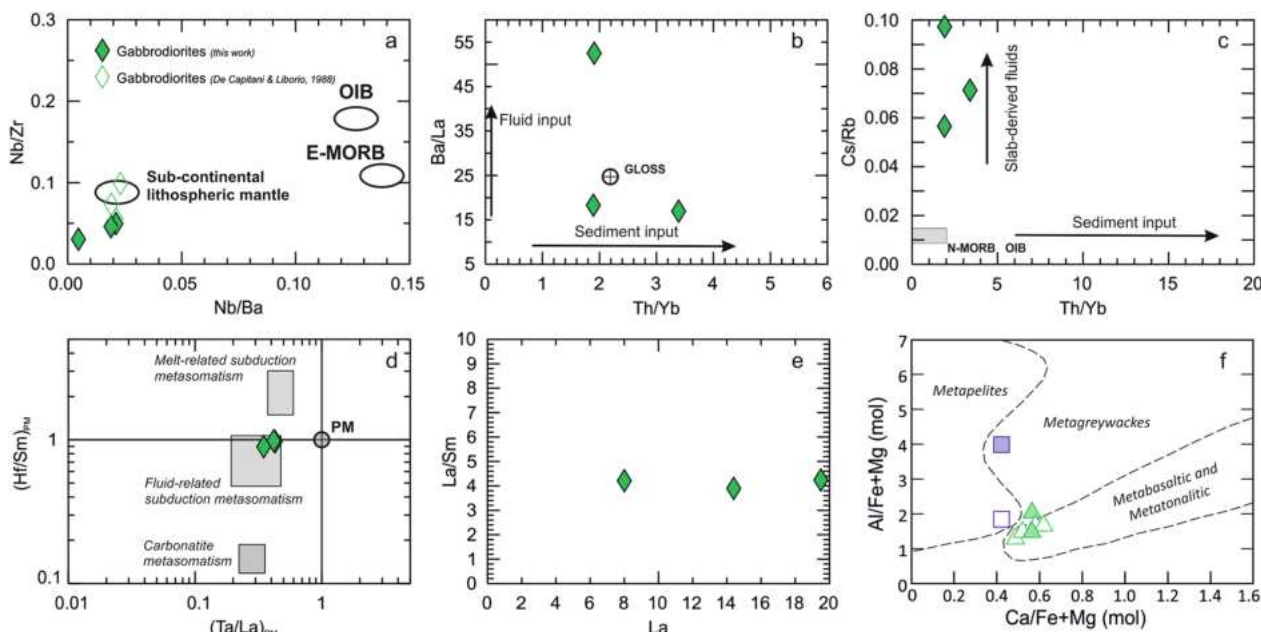 a
Gabbrodiorites (this work)
Gabbrodiorites (De Capitani & Liborio, 1988)
OIB
E-MORB
Sub-continental
lithospheric mantle
0.3
0.2
0.1
0.0
Nb/Zr
0.00
0.05
0.10
0.15
Nb/Ba
b
55
45
35
25
15
5
Ba/La
Fluid input
GLOSS
Sediment input
0
1
2
3
4
5
6
Th/Yb
c
0.10
0.08
0.06
0.04
0.02
0.00
Cs/Rb
Slab-derived fluids
Sediment input
N-MORB OIB
0
5
10
15
20
Th/Yb
d
Melt-related subduction
metasomatism
PM
Fluid-related
subduction metasomatism
Carbonatite
metasomatism
1
0.1
(Hf/Sm)PM
0.01
0.1
1
(Ta/La)PM
e
10
9
8
7
6
5
4
3
2
1
0
La/Sm
0
2
4
6
8
10
12
14
16
18
20
La
f
7
6
5
4
3
2
1
0
Al/Fe+Mg (mol)
Metapelites
Metagreywackes
Metabasaltic and
Metatonalitic
0
0.2
0.4
0.6
0.8
1.0
1.2
1.4
1.6
Ca/Fe+Mg (mol)